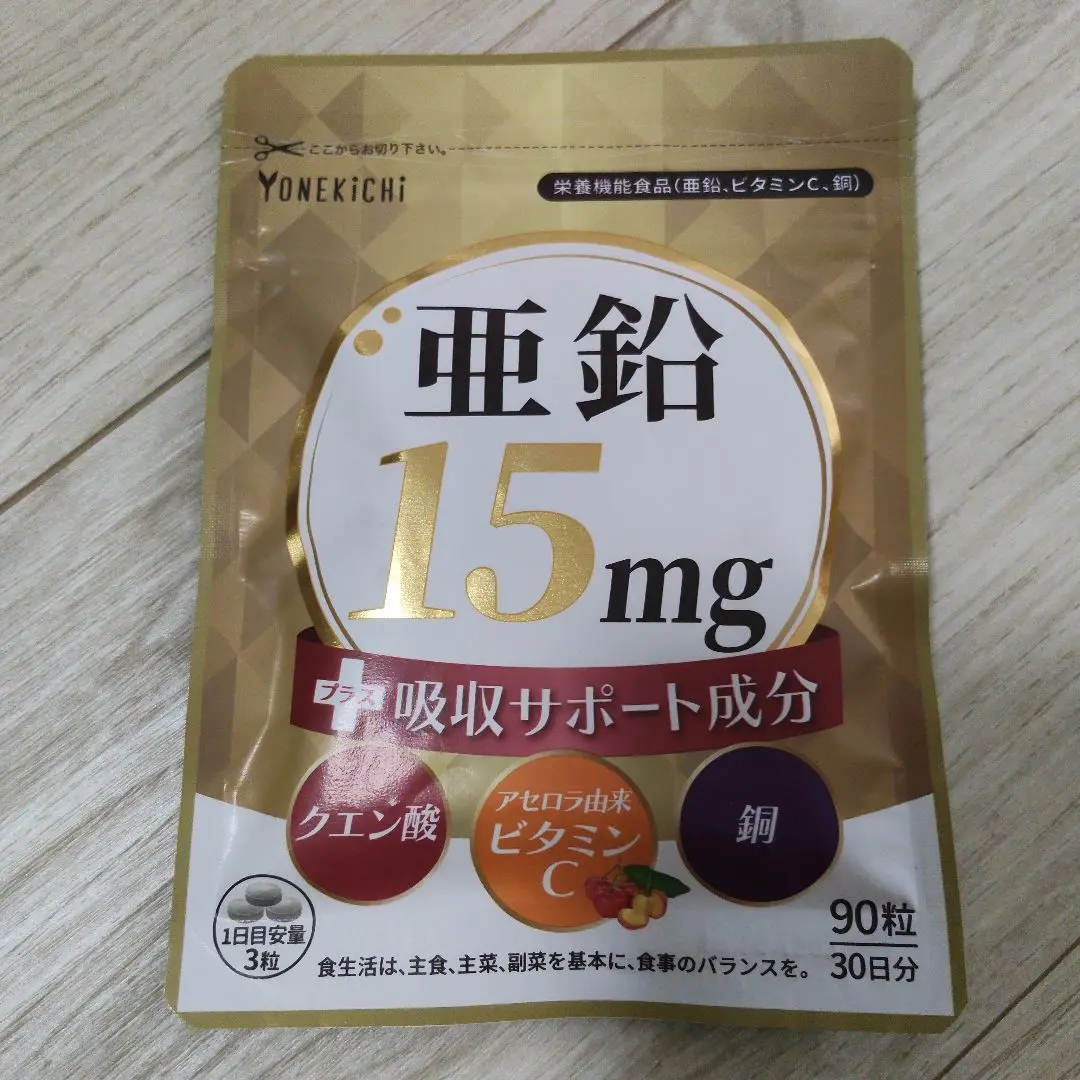 ここからお切り下さい。
YONEKiCHi
栄養機能食品(亜鉛、ビタミンC、銅)
亜鉛
15mg
プラス 吸収サポート成分
クエン酸
アセロラ由来
ビタミン
C
銅
1日目安量
3粒
食生活は、主食、主菜、副菜を基本に、食事のバランスを。
90粒
30日分